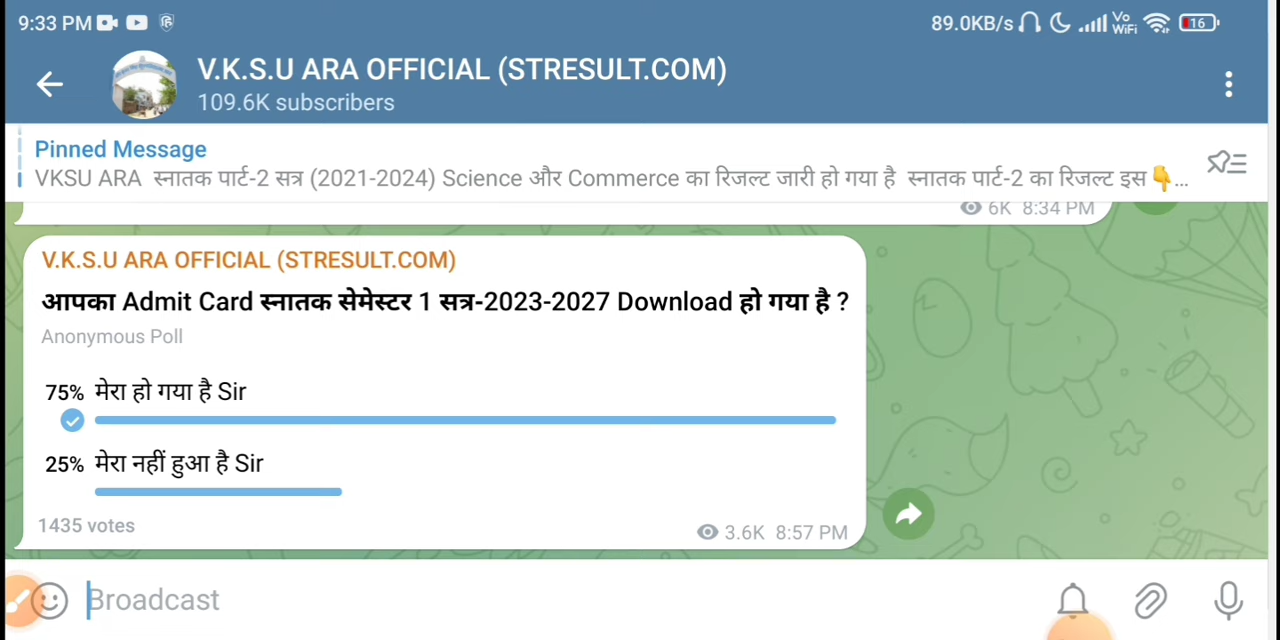 9:33 PM
89.0KB/s Vo WiFi 16
V.K.S.U ARA OFFICIAL (STRESULT.COM)
109.6K subscribers
Pinned Message
VKSU ARA स्नातक पार्ट-2 सत्र (2021-2024) Science और Commerce का रिजल्ट जारी हो गया है स्नातक पार्ट-2 का रिजल्ट इस👇...
6K 8:34 PM
V.K.S.U ARA OFFICIAL (STRESULT.COM)
आपका Admit Card स्नातक सेमेस्टर 1 सत्र-2023-2027 Download हो गया है ?
Anonymous Poll
75% मेरा हो गया है Sir
25% मेरा नहीं हुआ है Sir
1435 votes
3.6K 8:57 PM
Broadcast